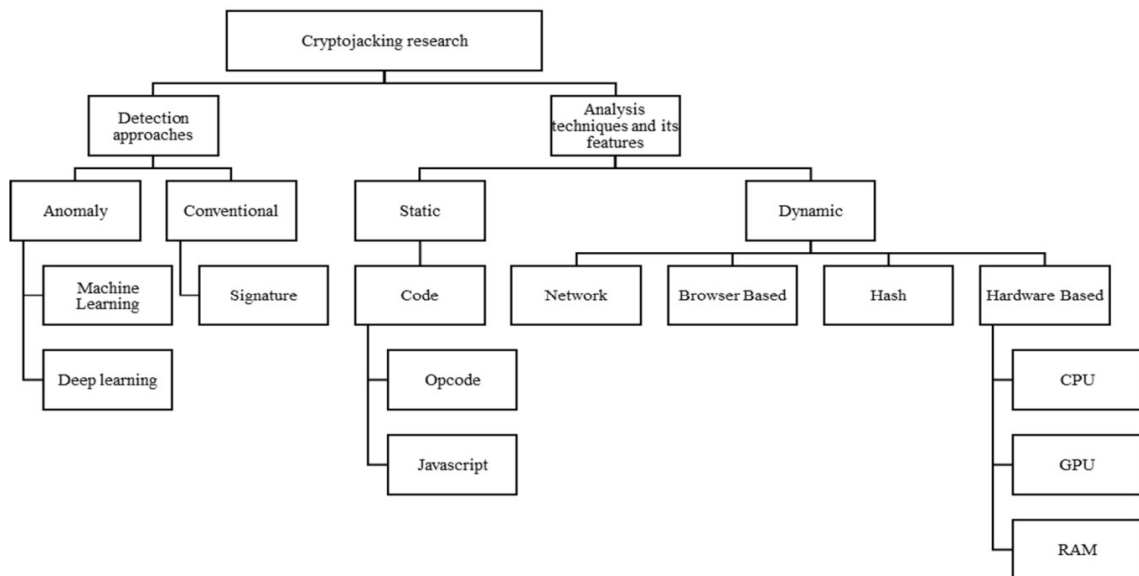 Cryptojacking research
Detection
approaches
Analysis
techniques and its
features
Anomaly
Conventional
Static
Dynamic
Machine
Learning
Signature
Code
Network
Browser Based
Hash
Hardware Based
Deep learning
Opcode
CPU
Javascript
GPU
RAM